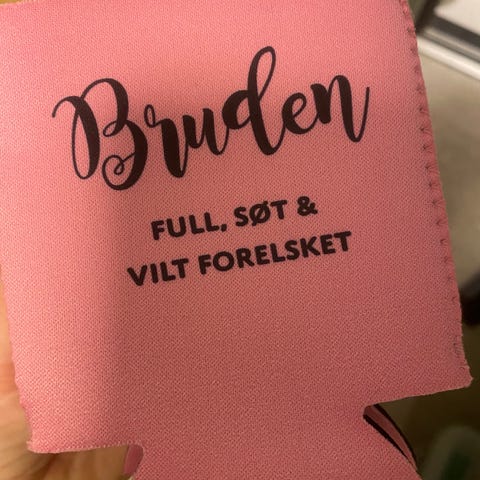 Bruden
FULL, SØT &
VILT FORELSKET